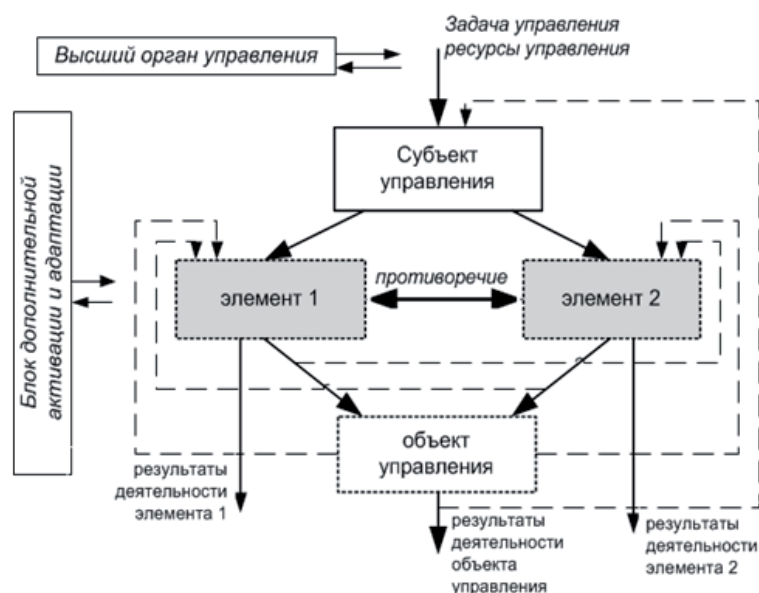 Задача управления
ресурсы управления
Высший орган управления
Субъект
управления
Блок дополнительной
активации и адаптации
противоречие
элемент 1
элемент 2
объект
управления
результаты
деятельности
элемента 1
результаты
деятельности
объекта
управления
результаты
деятельности
элемента 2